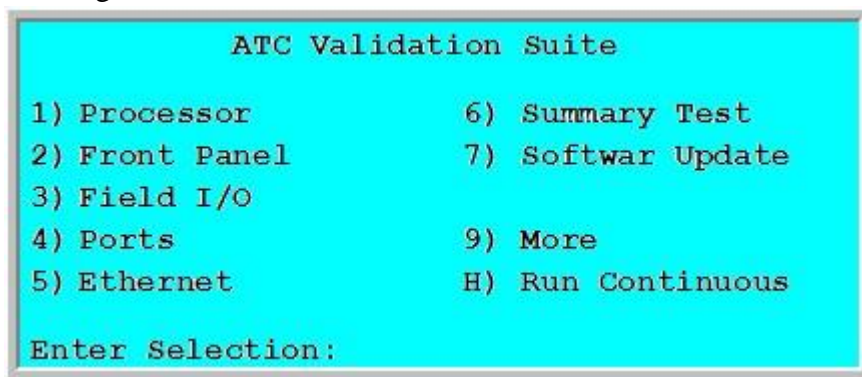 ATC Validation Suite
1) Processor 6) Summary Test
2) Front Panel 7) Softwar Update
3) Field I/O
4) Ports 9) More
5) Ethernet H) Run Continuous
Enter Selection: